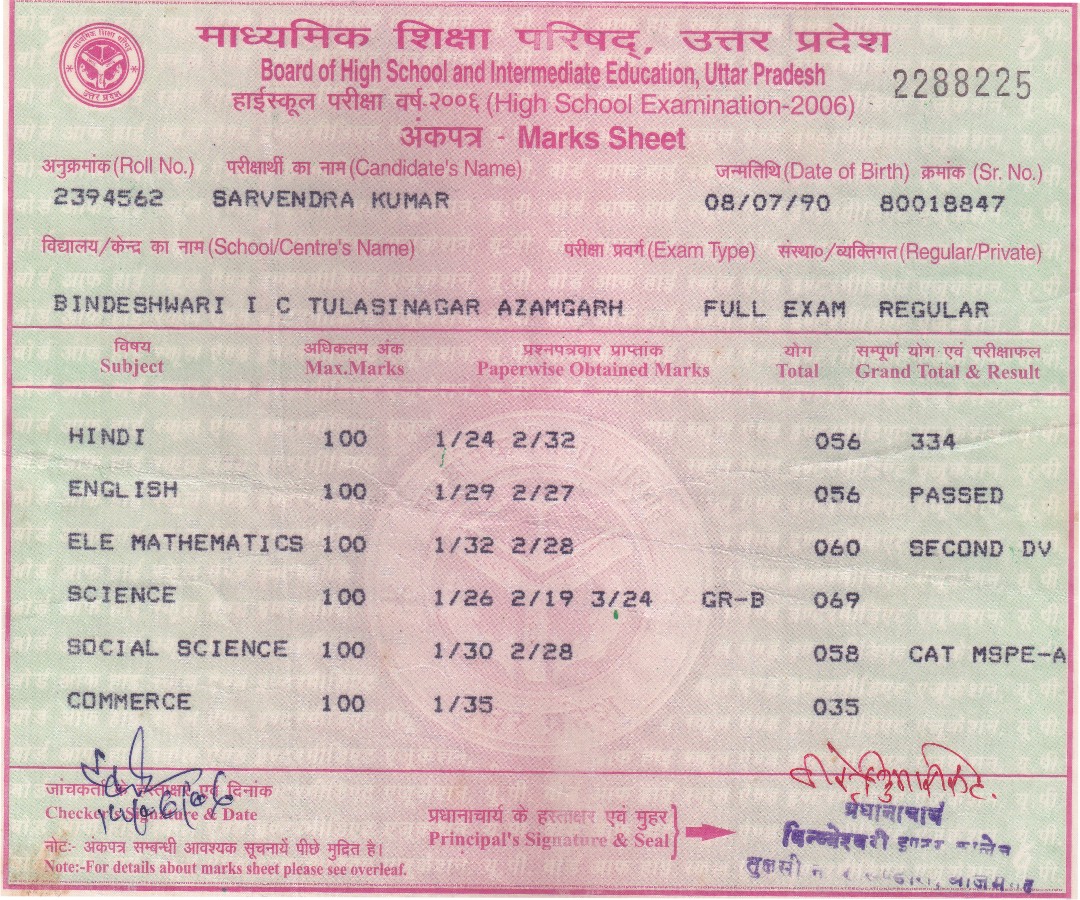 माध्यमिक शिक्षा परिषद्, उत्तर प्रदेश
Board of High School and Intermediate Education, Uttar Pradesh
2288225
हाईस्कूल परीक्षा वर्ष-२००६ (High School Examination-2006)
अंकपत्र - Marks Sheet
अनुक्रमांक (Roll No.) परीक्षार्थी का नाम (Candidate's Name) जन्मतिथि (Date of Birth) क्रमांक (Sr. No.)
2394562 SARVENDRA KUMAR 08/07/90 80018847
विद्यालय/केन्द का नाम (School/Centre's Name) परीक्षा प्रवर्ग (Exam Type) संस्था०/व्यक्तिगत (Regular/Private)
BINDESHWARI I C TULASINAGAR AZAMGARH FULL EXAM REGULAR
विषय अधिकतम अंक प्रश्नपत्रवार प्राप्तांक योग सम्पूर्ण योग एवं परीक्षाफल
Subject Max.Marks Paperwise Obtained Marks Total Grand Total & Result
HINDI 100 1/24 2/32 056 334
ENGLISH 100 1/29 2/27 056 PASSED
ELE MATHEMATICS 100 1/32 2/28 060 SECOND DV
SCIENCE 100 1/26 2/19 3/24 GR-B 069
SOCIAL SCIENCE 100 1/30 2/28 058 CAT MSPE-A
COMMERCE 100 1/35 035
जांचकर्ता के हस्ताक्षर एवं दिनांक
Checker's Signature & Date
प्रधानाचार्य के हस्ताक्षर एवं मुहर
Principal's Signature & Seal
प्रधानाचार्य
नोटः- अंकपत्र सम्बन्धी आवश्यक सूचनायें पीछे मुद्रित है।
Note:-For details about marks sheet please see overleaf.